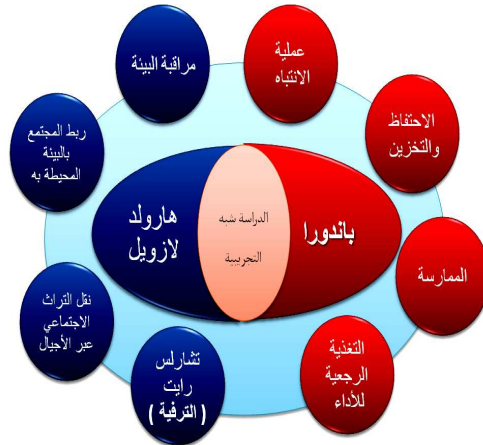 عملية
الانتباه
مراقبة البيئة
الاحتفاظ
والتخزين
ربط المجتمع
بالبيئة
المحيطة به
باندورا
الدراسة شبه
التجريبية
هارولد
لازويل
الممارسة
نقل التراث
الاجتماعي
عبر الأجيال
التغذية
الرجعية
للأداء
تشارلس
رايت
( الترفية )